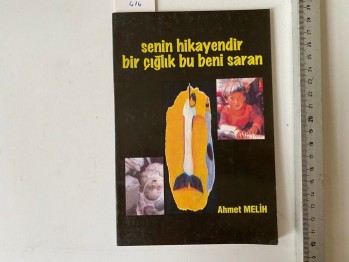 senin hikayendir
bir çığlık bu beni saran
Ahmet MELİH